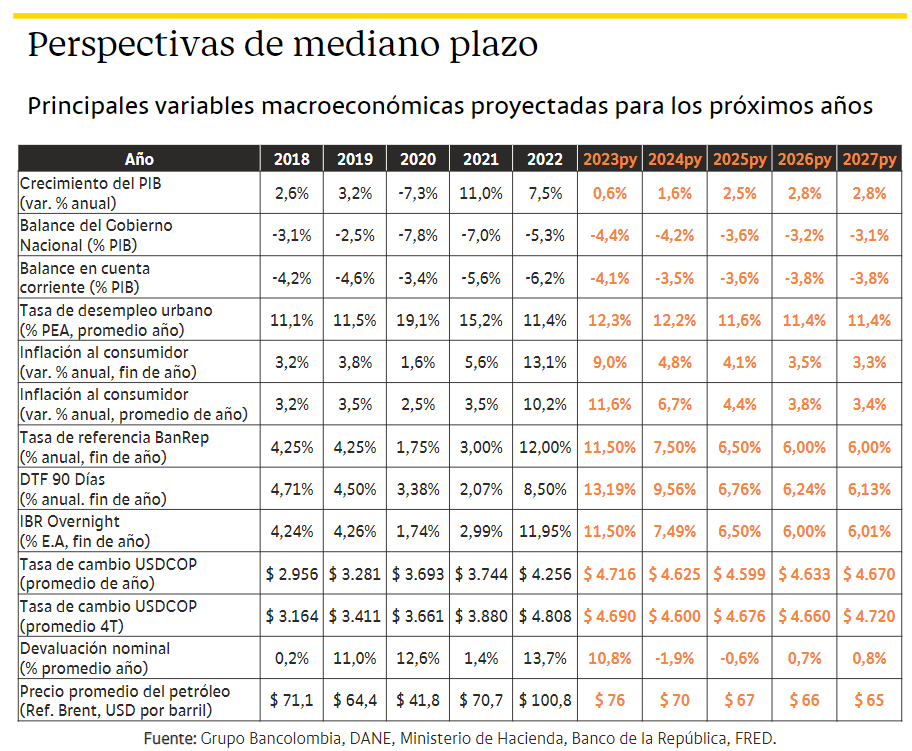 Perspectivas de mediano plazo
Principales variables macroeconómicas proyectadas para los próximos años
Año 2018 2019 2020 2021 2022 2023py 2024py 2025py 2026py 2027py
Crecimiento del PIB
(var. % anual) 2,6% 3,2% -7,3% 11,0% 7,5% 0,6% 1,6% 2,5% 2,8% 2,8%
Balance del Gobierno
Nacional (% PIB) -3,1% -2,5% -7,8% -7,0% -5,3% -4,4% -4,2% -3,6% -3,2% -3,1%
Balance en cuenta
corriente (% PIB) -4,2% -4,6% -3,4% -5,6% -6,2% -4,1% -3,5% -3,6% -3,8% -3,8%
Tasa de desempleo urbano
(% PEA, promedio año) 11,1% 11,5% 19,1% 15,2% 11,4% 12,3% 12,2% 11,6% 11,4% 11,4%
Inflación al consumidor
(var. % anual, fin de año) 3,2% 3,8% 1,6% 5,6% 13,1% 9,0% 4,8% 4,1% 3,5% 3,3%
Inflación al consumidor
(var. % anual, promedio de año) 3,2% 3,5% 2,5% 3,5% 10,2% 11,6% 6,7% 4,4% 3,8% 3,4%
Tasa de referencia BanRep
(% anual, fin de año) 4,25% 4,25% 1,75% 3,00% 12,00% 11,50% 7,50% 6,50% 6,00% 6,00%
DTF 90 Días
(% anual. fin de año) 4,71% 4,50% 3,38% 2,07% 8,50% 13,19% 9,56% 6,76% 6,24% 6,13%
IBR Overnight
(% E.A, fin de año) 4,24% 4,26% 1,74% 2,99% 11,95% 11,50% 7,49% 6,50% 6,00% 6,01%
Tasa de cambio USDCOP
(promedio de año) $ 2.956 $ 3.281 $ 3.693 $ 3.744 $ 4.256 $ 4.716 $ 4.625 $ 4.599 $ 4.633 $ 4.670
Tasa de cambio USDCOP
(promedio 4T) $ 3.164 $ 3.411 $ 3.661 $ 3.880 $ 4.808 $ 4.690 $ 4.600 $ 4.676 $ 4.660 $ 4.720
Devaluación nominal
(% promedio año) 0,2% 11,0% 12,6% 1,4% 13,7% 10,8% -1,9% -0,6% 0,7% 0,8%
Precio promedio del petróleo
(Ref. Brent, USD por barril) $ 71,1 $ 64,4 $ 41,8 $ 70,7 $ 100,8 $ 76 $ 70 $ 67 $ 66 $ 65
Fuente: Grupo Bancolombia, DANE, Ministerio de Hacienda, Banco de la República, FRED.